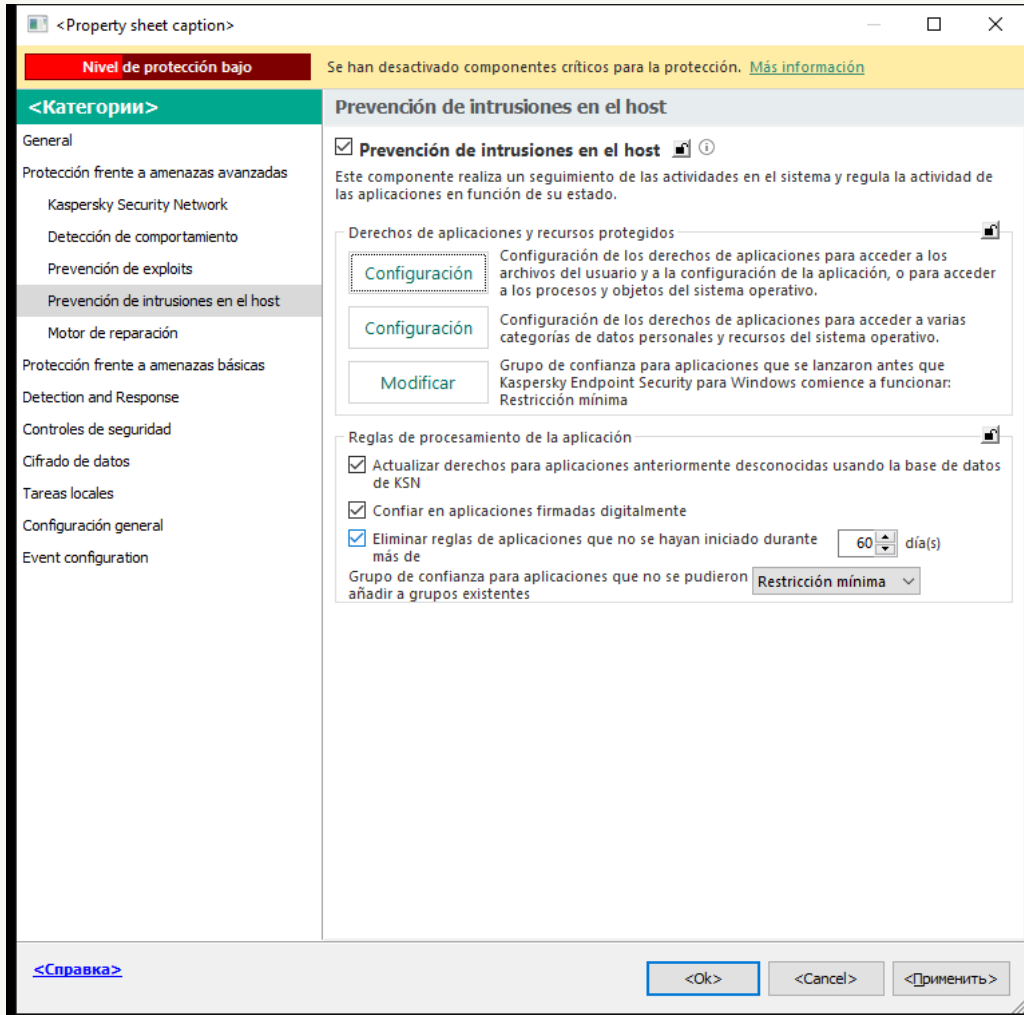 <Property sheet caption>
Nivel de protección bajo
Se han desactivado componentes críticos para la protección. Más información
<Категории>
General
Protección frente a amenazas avanzadas
Kaspersky Security Network
Detección de comportamiento
Prevención de exploits
Prevención de intrusiones en el host
Motor de reparación
Protección frente a amenazas básicas
Detection and Response
Controles de seguridad
Cifrado de datos
Tareas locales
Configuración general
Event configuration
Prevención de intrusiones en el host
Prevención de intrusiones en el host
Este componente realiza un seguimiento de las actividades en el sistema y regula la actividad de
las aplicaciones en función de su estado.
Derechos de aplicaciones y recursos protegidos
Configuración
Configuración de los derechos de aplicaciones para acceder a los
archivos del usuario y a la configuración de la aplicación, o para acceder
a los procesos y objetos del sistema operativo.
Configuración
Configuración de los derechos de aplicaciones para acceder a varias
categorías de datos personales y recursos del sistema operativo.
Modificar
Grupo de confianza para aplicaciones que se lanzaron antes que
Kaspersky Endpoint Security para Windows comience a funcionar:
Restricción mínima
Reglas de procesamiento de la aplicación
Actualizar derechos para aplicaciones anteriormente desconocidas usando la base de datos
de KSN
Confiar en aplicaciones firmadas digitalmente
Eliminar reglas de aplicaciones que no se hayan iniciado durante
más de
60
día(s)
Grupo de confianza para aplicaciones que no se pudieron
añadir a grupos existentes
Restricción mínima
<Справка>
<Ok>
<Cancel>
<Применить>